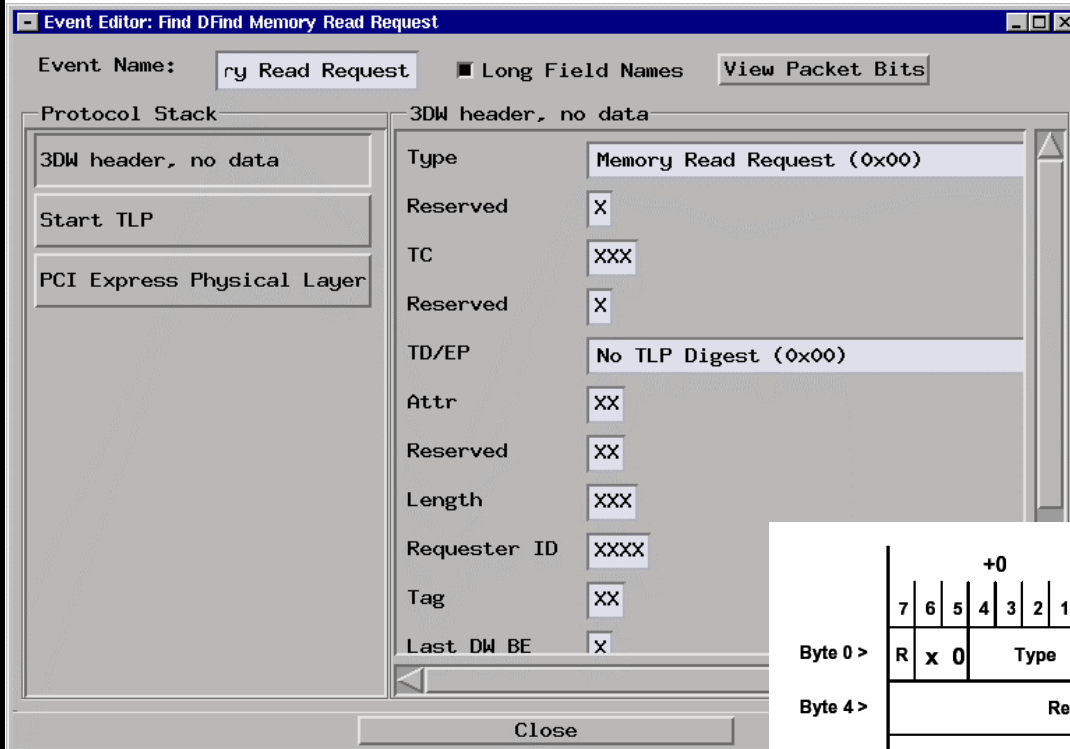 Event Editor: Find DFind Memory Read Request
Event Name: ry Read Request Long Field Names View Packet Bits
Protocol Stack
3DW header, no data
Start TLP
PCI Express Physical Layer
3DW header, no data
Type Memory Read Request (0x00)
Reserved X
TC XXX
Reserved X
TD/EP No TLP Digest (0x00)
Attr XX
Reserved XX
Length XXX
Requester ID XXXX
Tag XX
Last DW BE X
Close
+0
7 6 5 4 3 2 1
Byte 0 > R x 0 Type
Byte 4 > Re